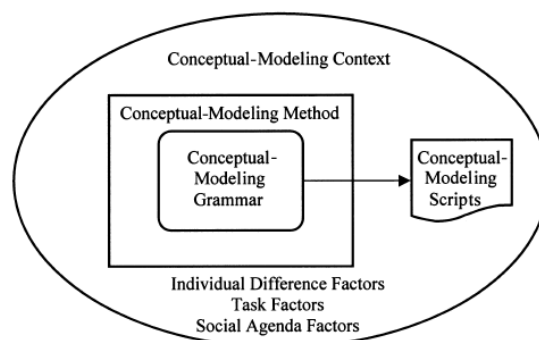 Conceptual-Modeling Context
Conceptual-Modeling Method
Conceptual-
Modeling
Grammar
Conceptual-
Modeling
Scripts
Individual Difference Factors
Task Factors
Social Agenda Factors